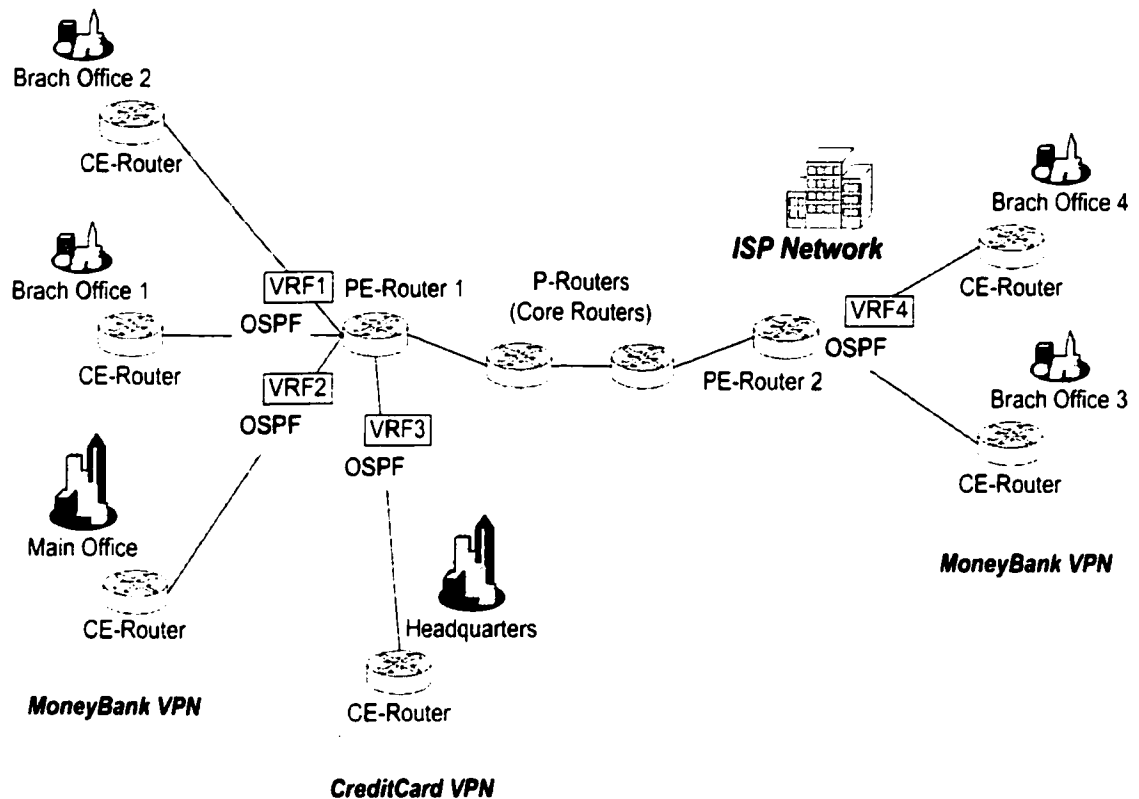 Brach Office 2
CE-Router
Brach Office 1
CE-Router
VRF1
OSPF
PE-Router 1
VRF2
OSPF
VRF3
OSPF
Main Office
CE-Router
MoneyBank VPN
Headquarters
CE-Router
CreditCard VPN
P-Routers
(Core Routers)
ISP Network
PE-Router 2
VRF4
OSPF
Brach Office 4
CE-Router
Brach Office 3
CE-Router
MoneyBank VPN